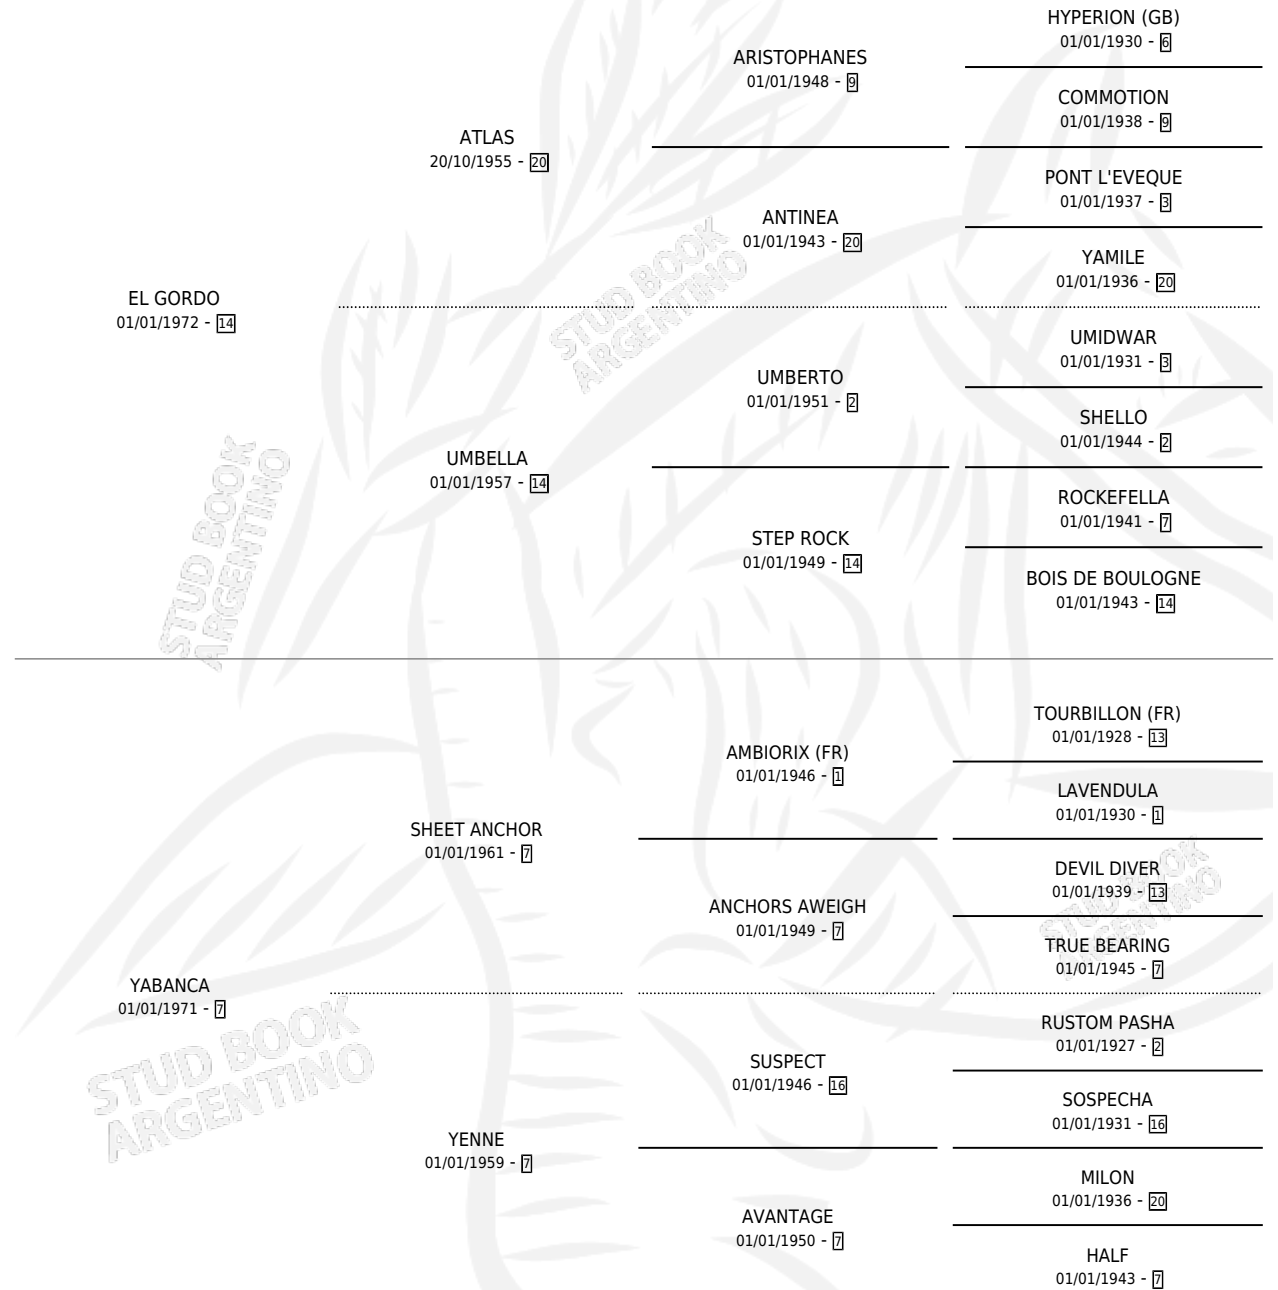 HYPERION (GB)
01/01/1930 - 6
ARISTOPHANES
01/01/1948 - 9
COMMOTION
01/01/1938 - 9
ATLAS
20/10/1955 - 20
PONT L'EVEQUE
01/01/1937 - 3
ANTINEA
01/01/1943 - 20
YAMILE
01/01/1936 - 20
EL GORDO
01/01/1972 - 14
UMIDWAR
01/01/1931 - 3
UMBERTO
01/01/1951 - 2
SHELLO
01/01/1944 - 2
UMBELLA
01/01/1957 - 14
ROCKEFELLA
01/01/1941 - 7
STEP ROCK
01/01/1949 - 14
BOIS DE BOULOGNE
01/01/1943 - 14
STUD BOOK
ARGENTINO
STUD BOOK
ARGENTINO
TOURBILLON (FR)
01/01/1928 - 13
AMBIORIX (FR)
01/01/1946 - 1
LAVENDULA
01/01/1930 - 1
SHEET ANCHOR
01/01/1961 - 7
DEVIL DIVER
01/01/1939 - 13
ANCHORS AWEIGH
01/01/1949 - 7
TRUE BEARING
01/01/1945 - 7
STUD BOOK
ARGENTINO
YABANCA
01/01/1971 - 7
RUSTOM PASHA
01/01/1927 - 2
SUSPECT
01/01/1946 - 16
SOSPECHA
01/01/1931 - 16
YENNE
01/01/1959 - 7
MILON
01/01/1936 - 20
AVANTAGE
01/01/1950 - 7
HALF
01/01/1943 - 7
STUD BOOK
ARGENTINO